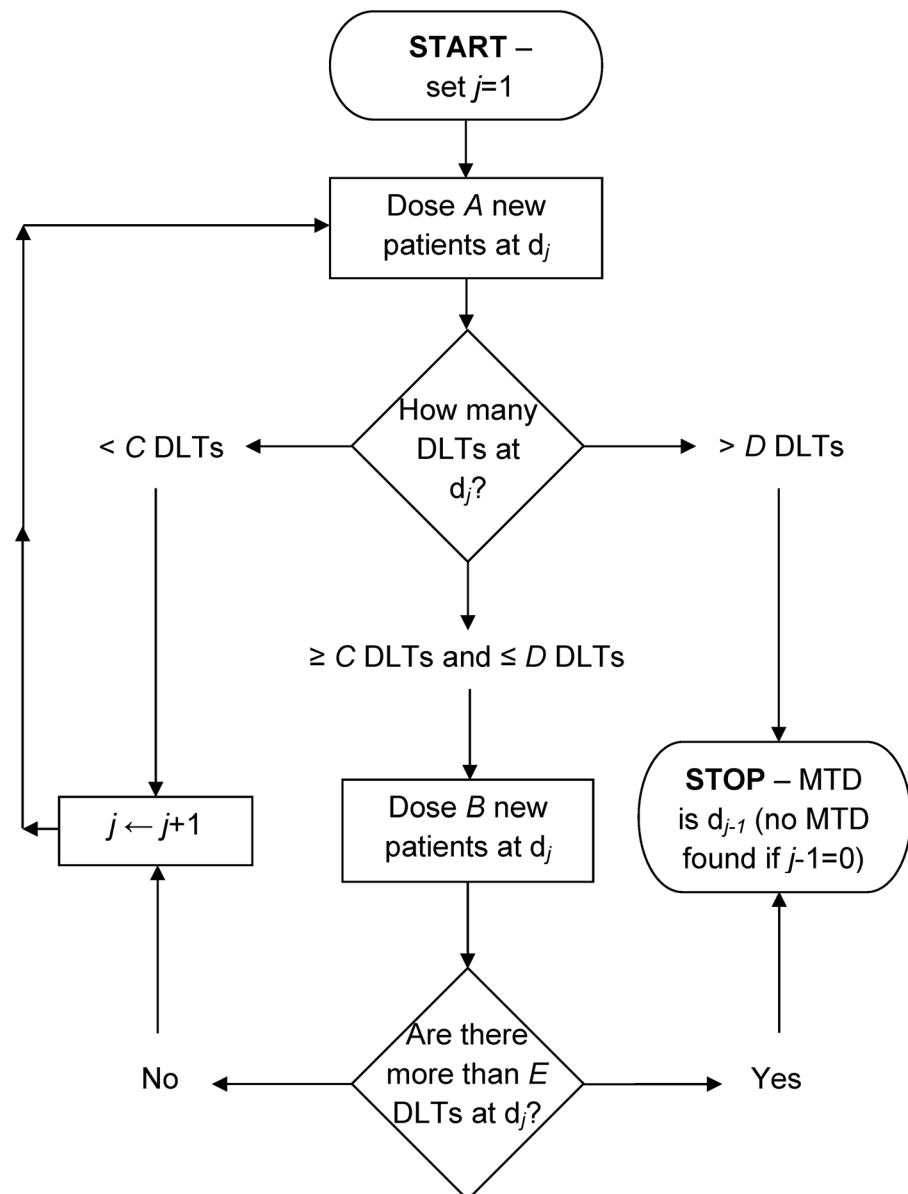 START –
set j=1
Dose A new
patients at dj
How many
DLTs at
dj?
< C DLTs
> D DLTs
≥ C DLTs and ≤ D DLTs
STOP – MTD
is dj-1 (no MTD
found if j-1=0)
j ← j+1
Dose B new
patients at dj
Are there
more than E
DLTs at dj?
No
Yes